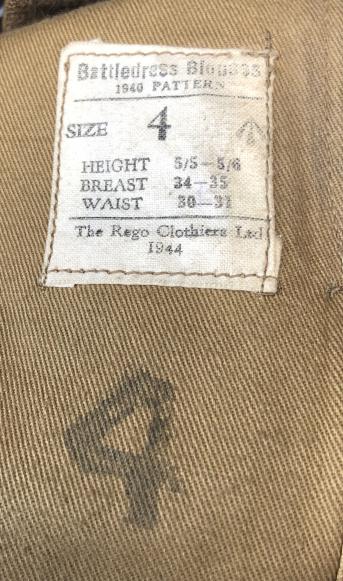 Battledress Blouses
1940 PATTERN
SIZE 4
HEIGHT 5/5—5/6
BREAST 34—35
WAIST 30—31
The Rego Clothiers Ltd
1944
4